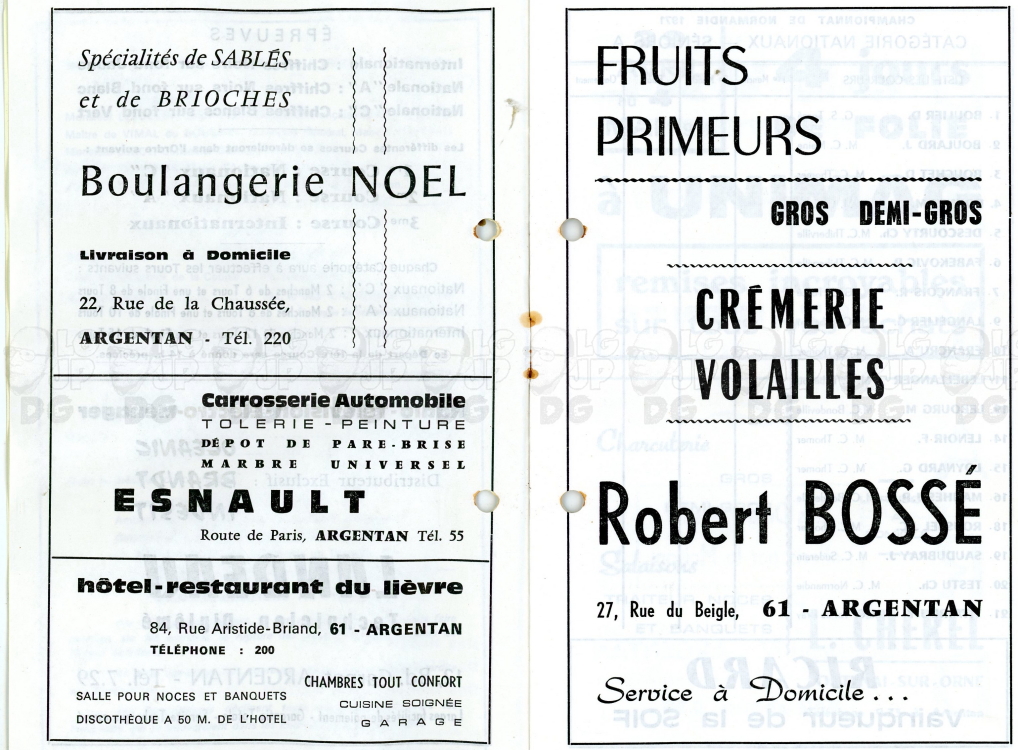 Spécialités de SABLÉS
et de BRIOCHES
Boulangerie NOEL
Livraison à Domicile
22, Rue de la Chaussée,
ARGENTAN - Tél. 220
Carrosserie Automobile
TOLERIE - PEINTURE
DÉPOT DE PARE-BRISE
MARBRE UNIVERSEL
ESNAULT
Route de Paris, ARGENTAN Tél. 55
hôtel-restaurant du lièvre
84, Rue Aristide-Briand, 61 - ARGENTAN
TÉLÉPHONE : 200
CHAMBRES TOUT CONFORT
SALLE POUR NOCES ET BANQUETS
CUISINE SOIGNÉE
DISCOTHÈQUE A 50 M. DE L'HOTEL
GARAGE
FRUITS
PRIMEURS
GROS DEMI-GROS
CRÉMERIE
VOLAILLES
Robert BOSSÉ
27, Rue du Beigle, 61 - ARGENTAN
Service à Domicile...